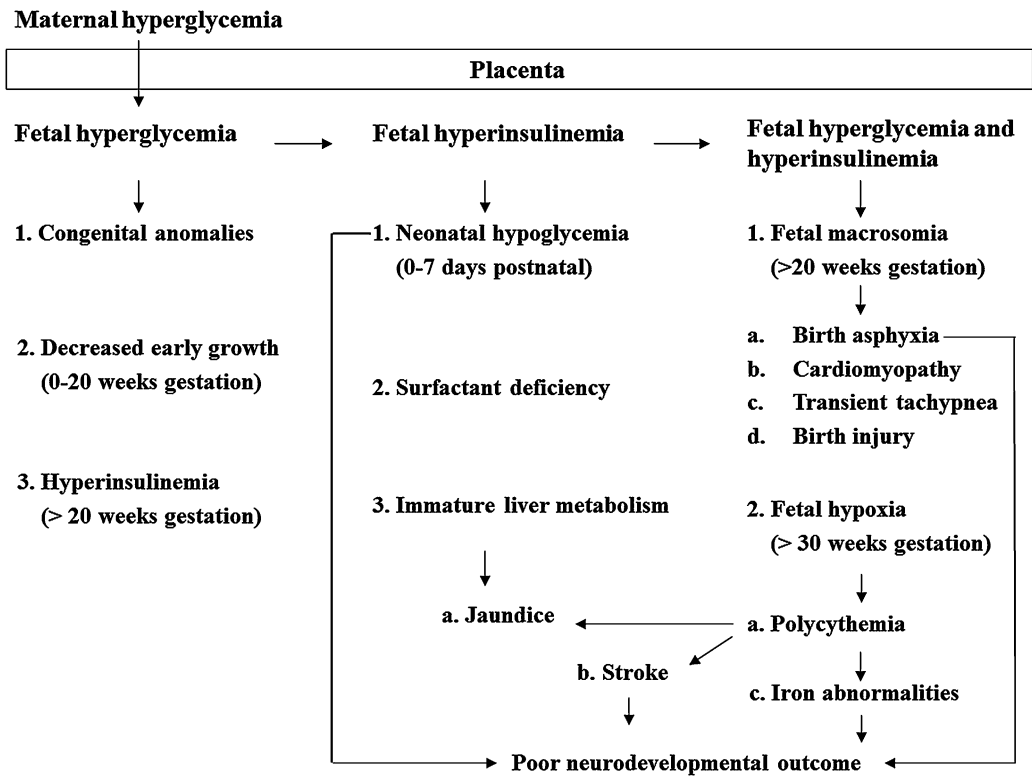 Maternal hyperglycemia
Placenta
Fetal hyperglycemia
1. Congenital anomalies
2. Decreased early growth
(0-20 weeks gestation)
3. Hyperinsulinemia
(> 20 weeks gestation)
Fetal hyperinsulinemia
1. Neonatal hypoglycemia
(0-7 days postnatal)
2. Surfactant deficiency
3. Immature liver metabolism
a. Jaundice
Fetal hyperglycemia and
hyperinsulinemia
1. Fetal macrosomia
(>20 weeks gestation)
a. Birth asphyxia
b. Cardiomyopathy
c. Transient tachypnea
d. Birth injury
2. Fetal hypoxia
(> 30 weeks gestation)
a. Polycythemia
b. Stroke
c. Iron abnormalities
Poor neurodevelopmental outcome